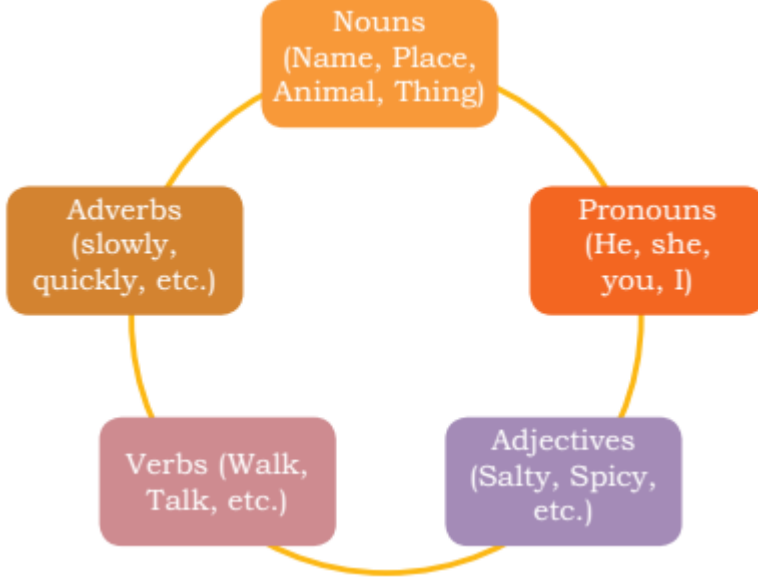 Nouns
(Name, Place,
Animal, Thing)
Pronouns
(He, she,
you, I)
Adjectives
(Salty, Spicy,
etc.)
Verbs (Walk,
Talk, etc.)
Adverbs
(slowly,
quickly, etc.)